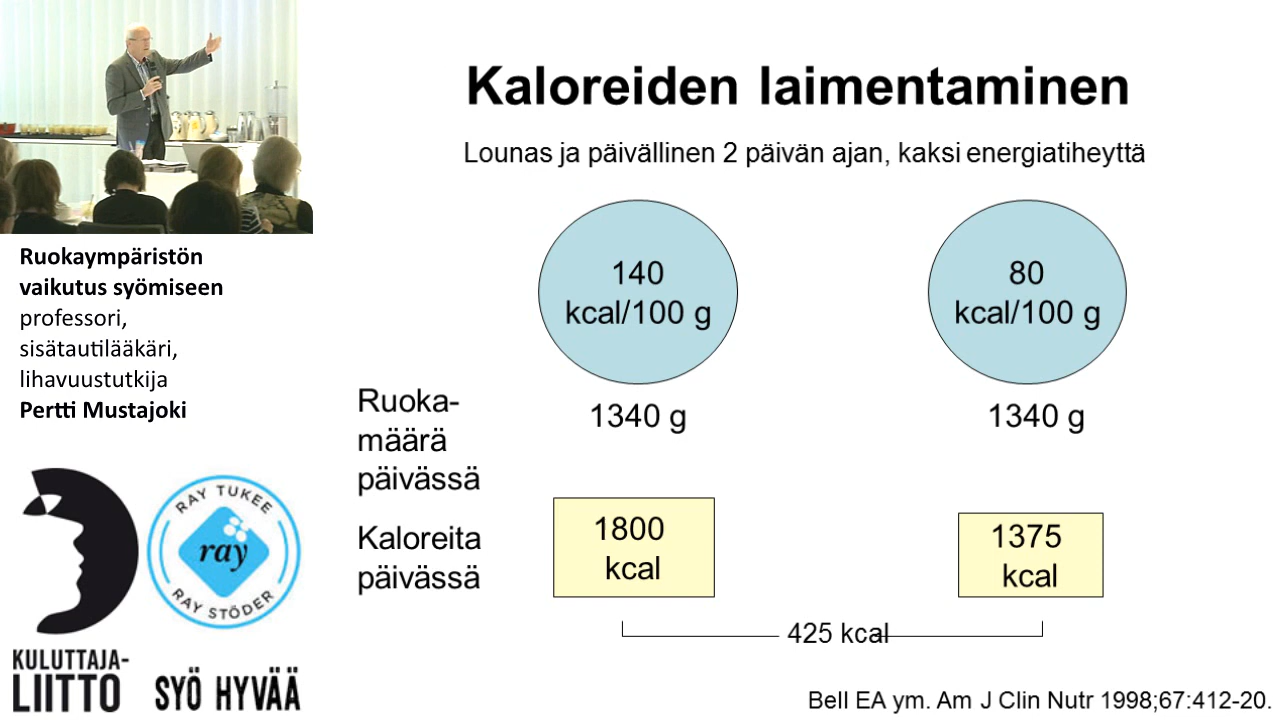 Kaloreiden laimentaminen
Lounas ja päivällinen 2 päivän ajan, kaksi energiatiheyttä
140
kcal/100 g
80
kcal/100 g
Ruoka-
määrä
päivässä
1340 g
1340 g
Kaloreita
päivässä
1800
kcal
1375
kcal
425 kcal
Bell EA ym. Am J Clin Nutr 1998;67:412-20.
Ruokaympäristön
vaikutus syömiseen
professori,
sisätautilääkäri,
lihavuustutkija
Pertti Mustajoki
RAY TUKEE
ray
RAY STÖDER
KULUTTAJA-
LIITTO
SYÖ HYVÄÄ